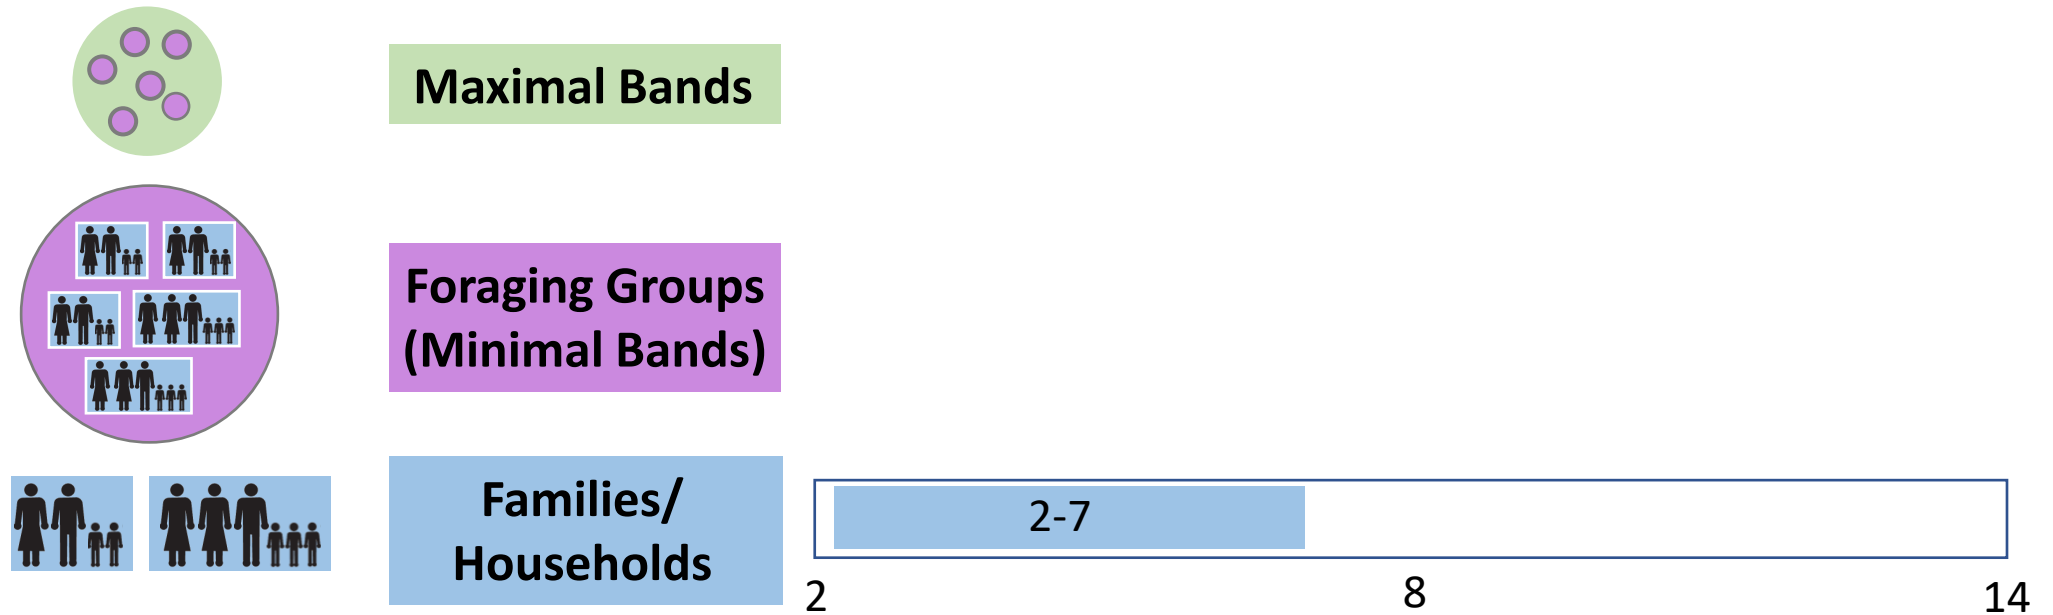 Maximal Bands
Foraging Groups
(Minimal Bands)
Families/
Households
2-7
2
8
14